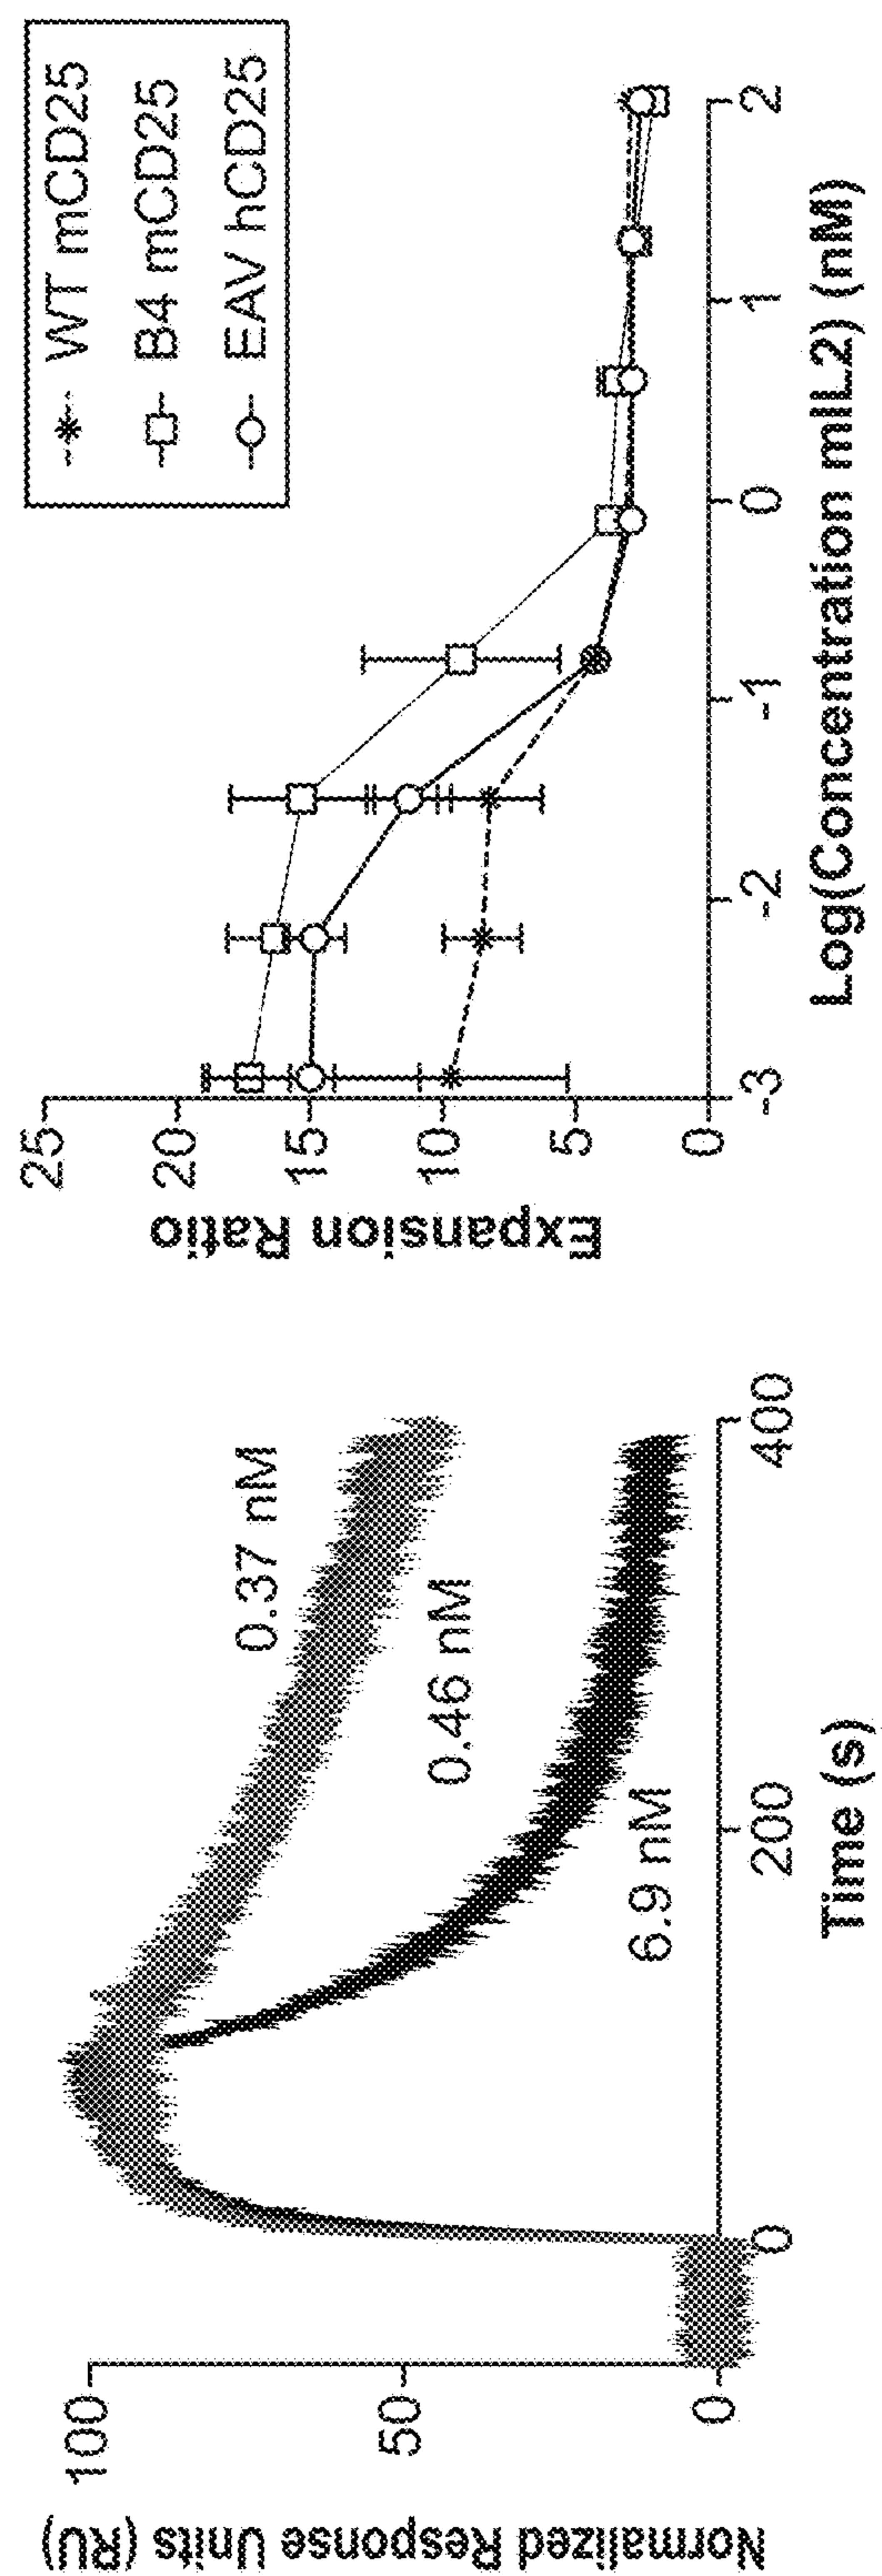 Normalized Response Units (RU)
100
50
0
0.37 nM
0.46 nM
6.9 nM
0
200
400
Time (s)
Expansion Ratio
25
20
15
10
5
0
WT mCD25
B4 mCD25
EAV hCD25
-3
-2
-1
0
1
2
Log(Concentration mIL2) (nM)